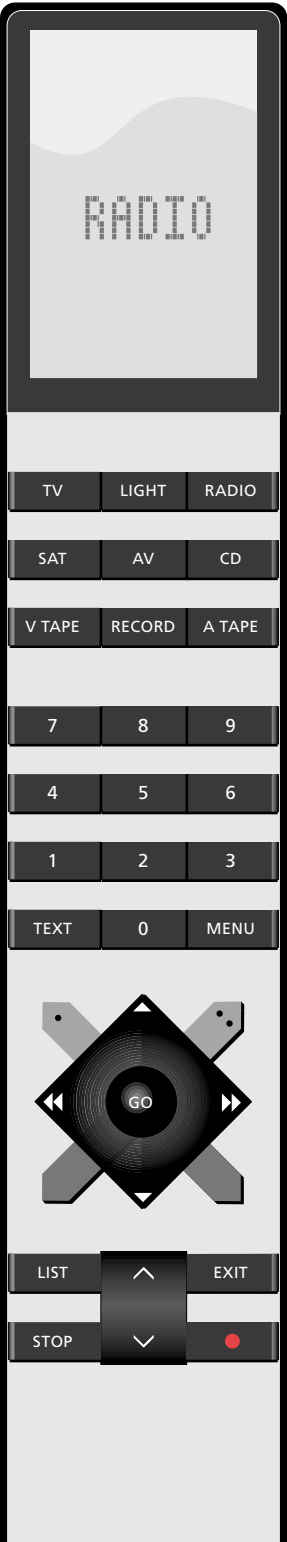 RADIO
TV LIGHT RADIO
SAT AV CD
V TAPE RECORD A TAPE
7 8 9
4 5 6
1 2 3
TEXT 0 MENU
GO
LIST EXIT
STOP